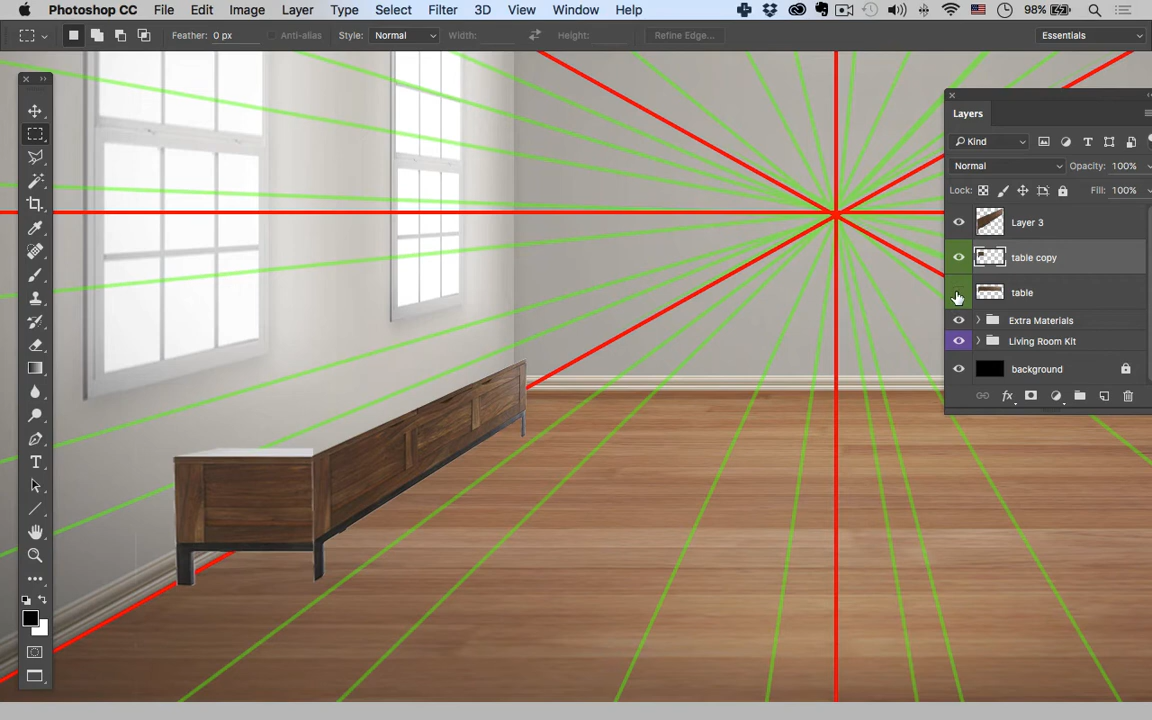 Photoshop CC File Edit Image Layer Type Select Filter 3D View Window Help 98%
Feather: 0 px Anti-alias Style: Normal Width: Height: Refine Edge... Essentials
Layers
Kind
Normal Opacity: 100%
Lock: Fill: 100%
Layer 3
table copy
table
Extra Materials
Living Room Kit
background